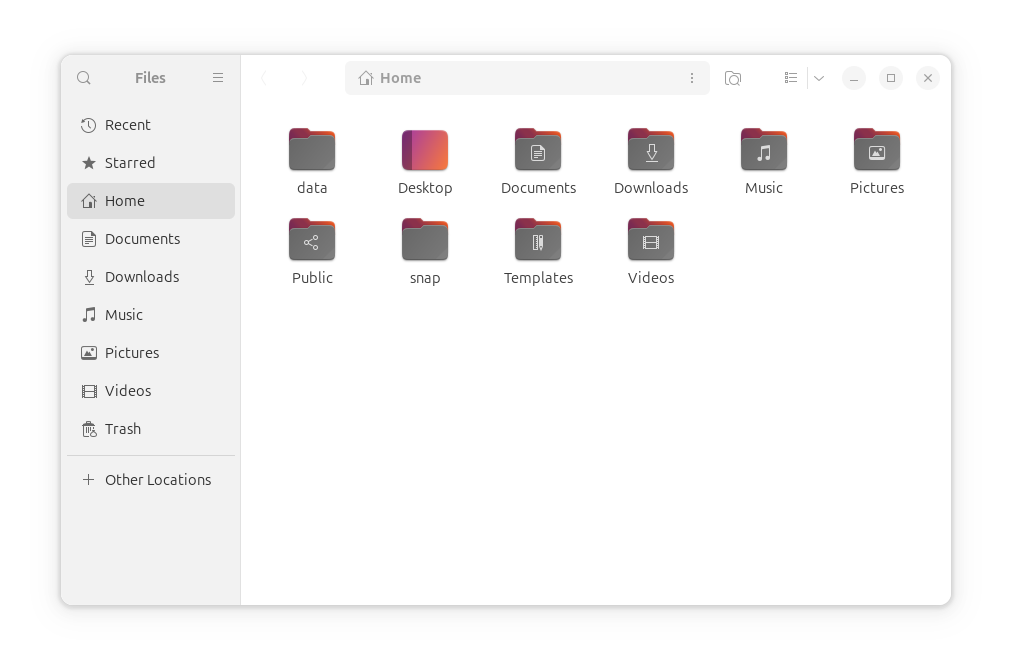 Files
Home
Recent
Starred
Home
Documents
Downloads
Music
Pictures
Videos
Trash
Other Locations
data Desktop Documents Downloads Music Pictures
Public snap Templates Videos